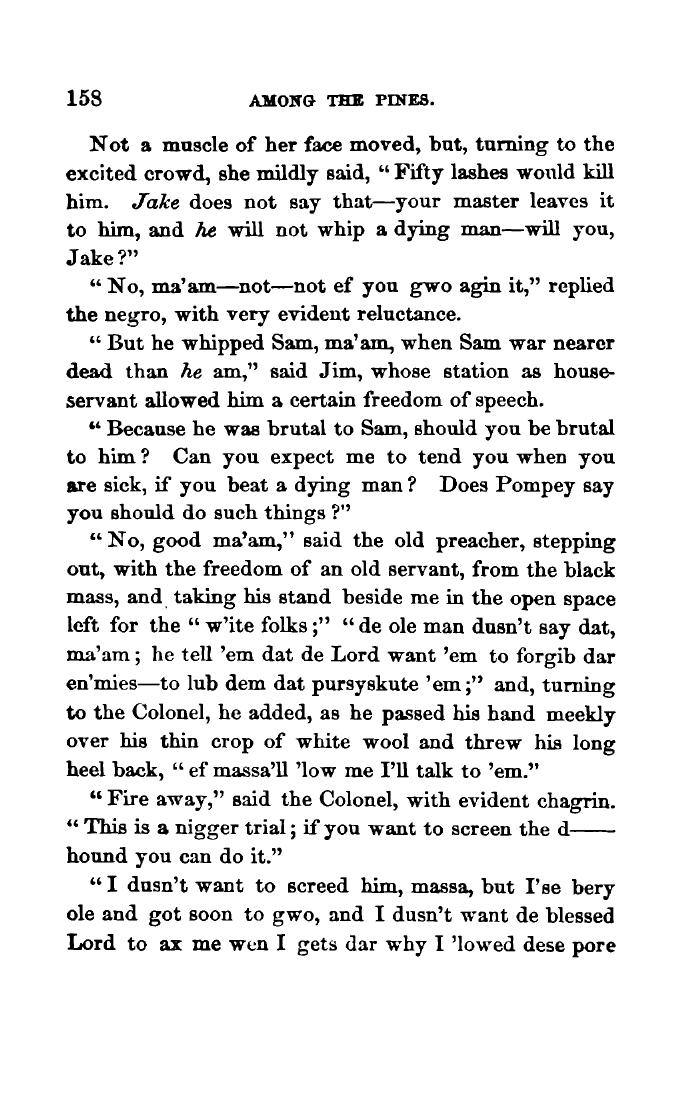 158 AMONG THE PINES.
Not a muscle of her face moved, but, turning to the
excited crowd, she mildly said, “Fifty lashes would kill
him. Jake does not say that—your master leaves it
to him, and he will not whip a dying man—will you,
Jake?”
“No, ma’am—not—not ef you gwo agin it,” replied
the negro, with very evident reluctance.
“But he whipped Sam, ma’am, when Sam war nearer
dead than he am,” said Jim, whose station as house-
servant allowed him a certain freedom of speech.
“Because he was brutal to Sam, should you be brutal
to him? Can you expect me to tend you when you
are sick, if you beat a dying man? Does Pompey say
you should do such things?”
“No, good ma’am,” said the old preacher, stepping
out, with the freedom of an old servant, from the black
mass, and taking his stand beside me in the open space
left for the “w’ite folks;” “de ole man dusn’t say dat,
ma’am; he tell ’em dat de Lord want ’em to forgib dar
en’mies—to lub dem dat pursyskute ’em;” and, turning
to the Colonel, he added, as he passed his hand meekly
over his thin crop of white wool and threw his long
heel back, “ef massa’ll ’low me I’ll talk to ’em.”
“Fire away,” said the Colonel, with evident chagrin.
“This is a nigger trial; if you want to screen the d——
hound you can do it.”
“I dusn’t want to screed him, massa, but I’se bery
ole and got soon to gwo, and I dusn’t want de blessed
Lord to ax me wen I gets dar why I ’lowed dese pore